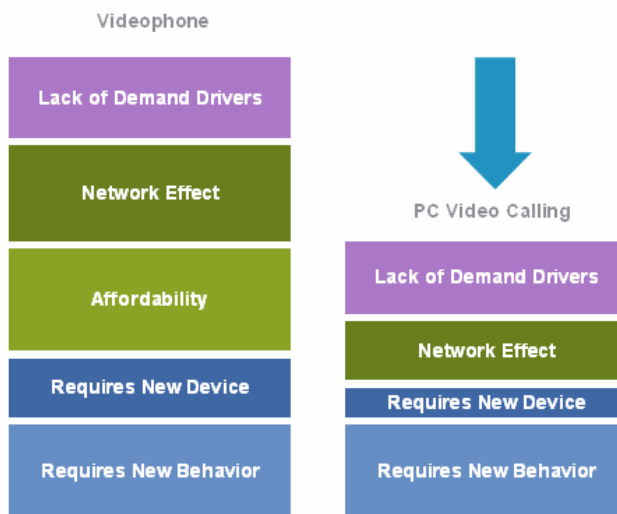 Videophone
Lack of Demand Drivers
Network Effect
Affordability
Requires New Device
Requires New Behavior
PC Video Calling
Lack of Demand Drivers
Network Effect
Requires New Device
Requires New Behavior